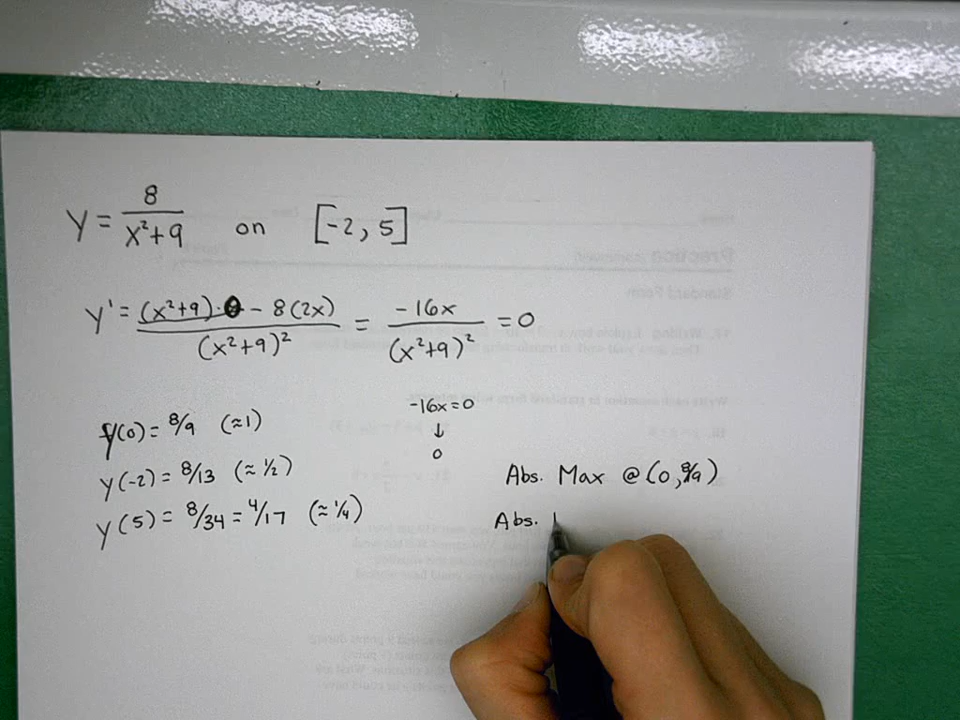 y = 8/(x²+9) on [-2, 5]
y' = ((x²+9)·0 - 8(2x))/(x²+9)² = -16x/(x²+9)² = 0
-16x=0
↓
0
y(0) = 8/9 (≈1)
y(-2) = 8/13 (≈ 1/2)
y(5) = 8/34 = 4/17 (≈ 1/4)
Abs. Max @ (0, 8/9)
Abs.